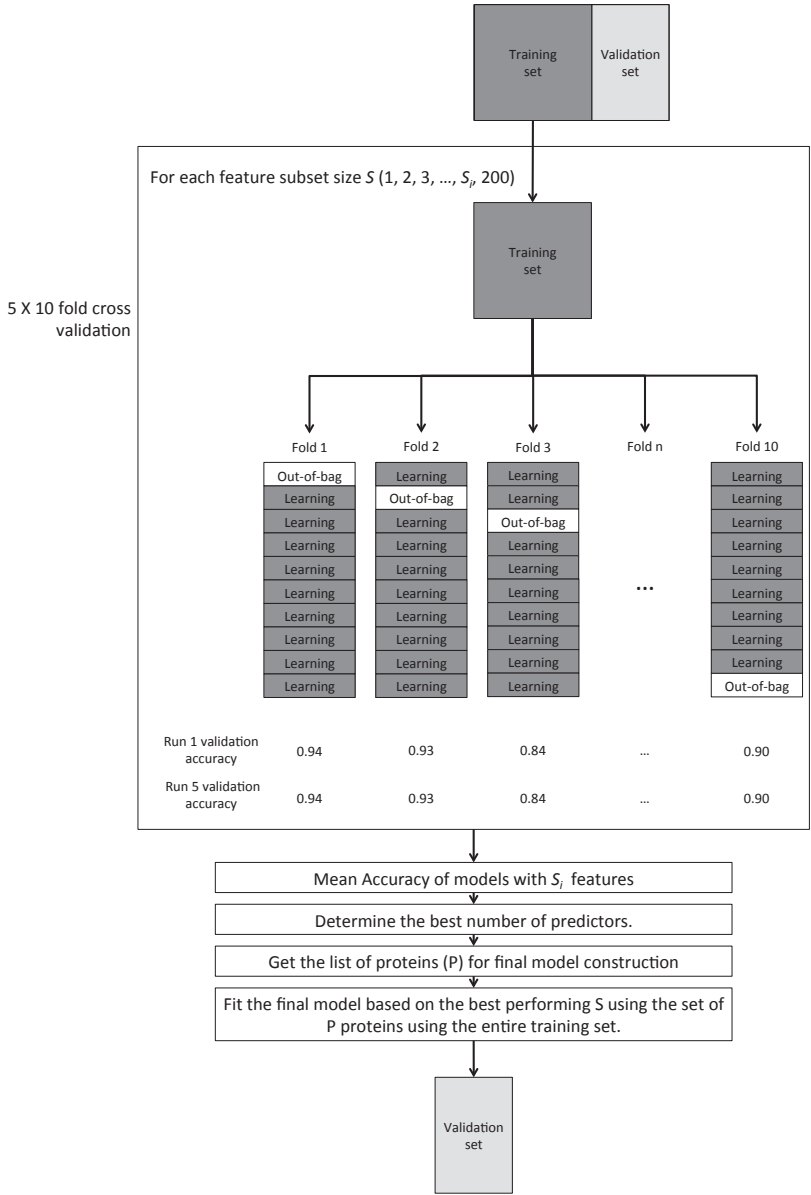 Training
set
Validation
set
For each feature subset size S (1, 2, 3, ..., Si, 200)
Training
set
5 X 10 fold cross
validation
Fold 1 Fold 2 Fold 3 Fold n Fold 10
Out-of-bag Learning Learning Learning
Learning Out-of-bag Learning Learning
Learning Learning Out-of-bag Learning
Learning Learning Learning Learning
Learning Learning Learning Learning
Learning Learning Learning ... Learning
Learning Learning Learning Learning
Learning Learning Learning Learning
Learning Learning Learning Learning
Learning Learning Learning Out-of-bag
Run 1 validation
accuracy 0.94 0.93 0.84 ... 0.90
Run 5 validation
accuracy 0.94 0.93 0.84 ... 0.90
Mean Accuracy of models with Si features
Determine the best number of predictors.
Get the list of proteins (P) for final model construction
Fit the final model based on the best performing S using the set of
P proteins using the entire training set.
Validation
set